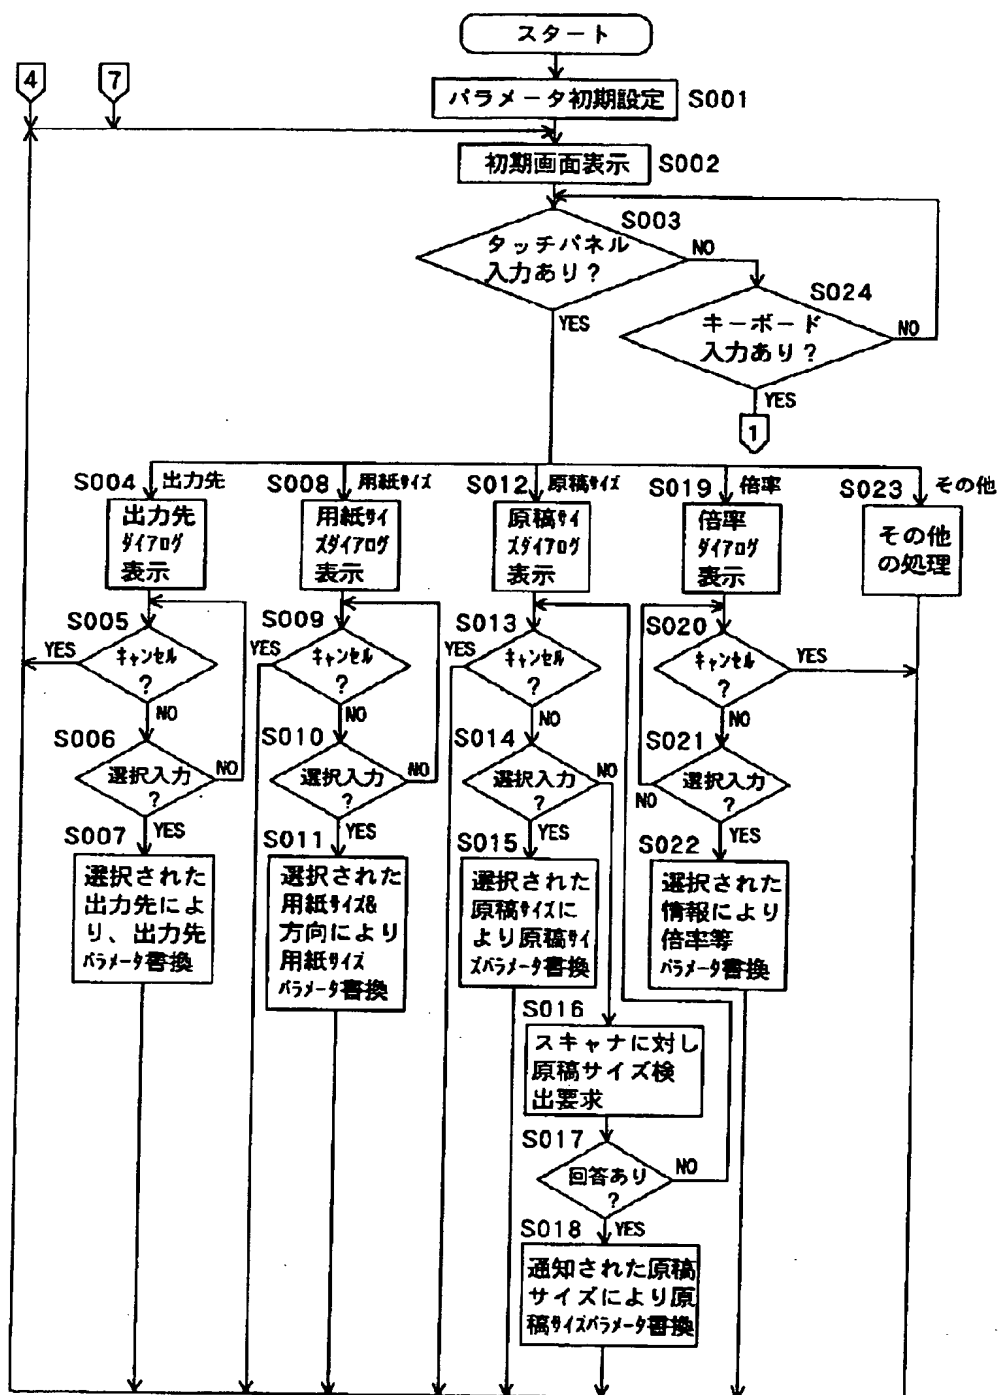 スタート
4
7
パラメータ初期設定 S001
初期画面表示 S002
S003
タッチパネル
入力あり?
NO
YES
S024
キーボード
入力あり?
NO
YES
1
S004 出力先
出力先
ダイアログ
表示
S005
キャンセル
?
YES
NO
S006
選択入力
?
NO
YES
S007
選択された
出力先によ
り、出力先
パラメータ書換
S008 用紙サイズ
用紙サイ
ズダイアログ
表示
S009
キャンセル
?
YES
NO
S010
選択入力
?
NO
YES
S011
選択された
用紙サイズ&
方向により
用紙サイズ
パラメータ書換
S012 原稿サイズ
原稿サイ
ズダイアログ
表示
S013
キャンセル
?
YES
NO
S014
選択入力
?
NO
YES
S015
選択された
原稿サイズに
より原稿サイ
ズパラメータ書換
S016
スキャナに対し
原稿サイズ検
出要求
S017
回答あり
?
NO
YES
S018
通知された原稿
サイズにより原
稿サイズパラメータ書換
S019 倍率
倍率
ダイアログ
表示
S020
キャンセル
?
YES
NO
S021
選択入力
?
NO
YES
S022
選択された
情報により
倍率等
パラメータ書換
S023 その他
その他
の処理